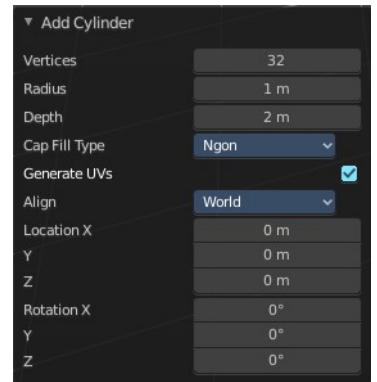 Add Cylinder
Vertices 32
Radius 1 m
Depth 2 m
Cap Fill Type Ngon
Generate UVs
Align World
Location X 0 m
Y 0 m
Z 0 m
Rotation X 0°
Y 0°
Z 0°